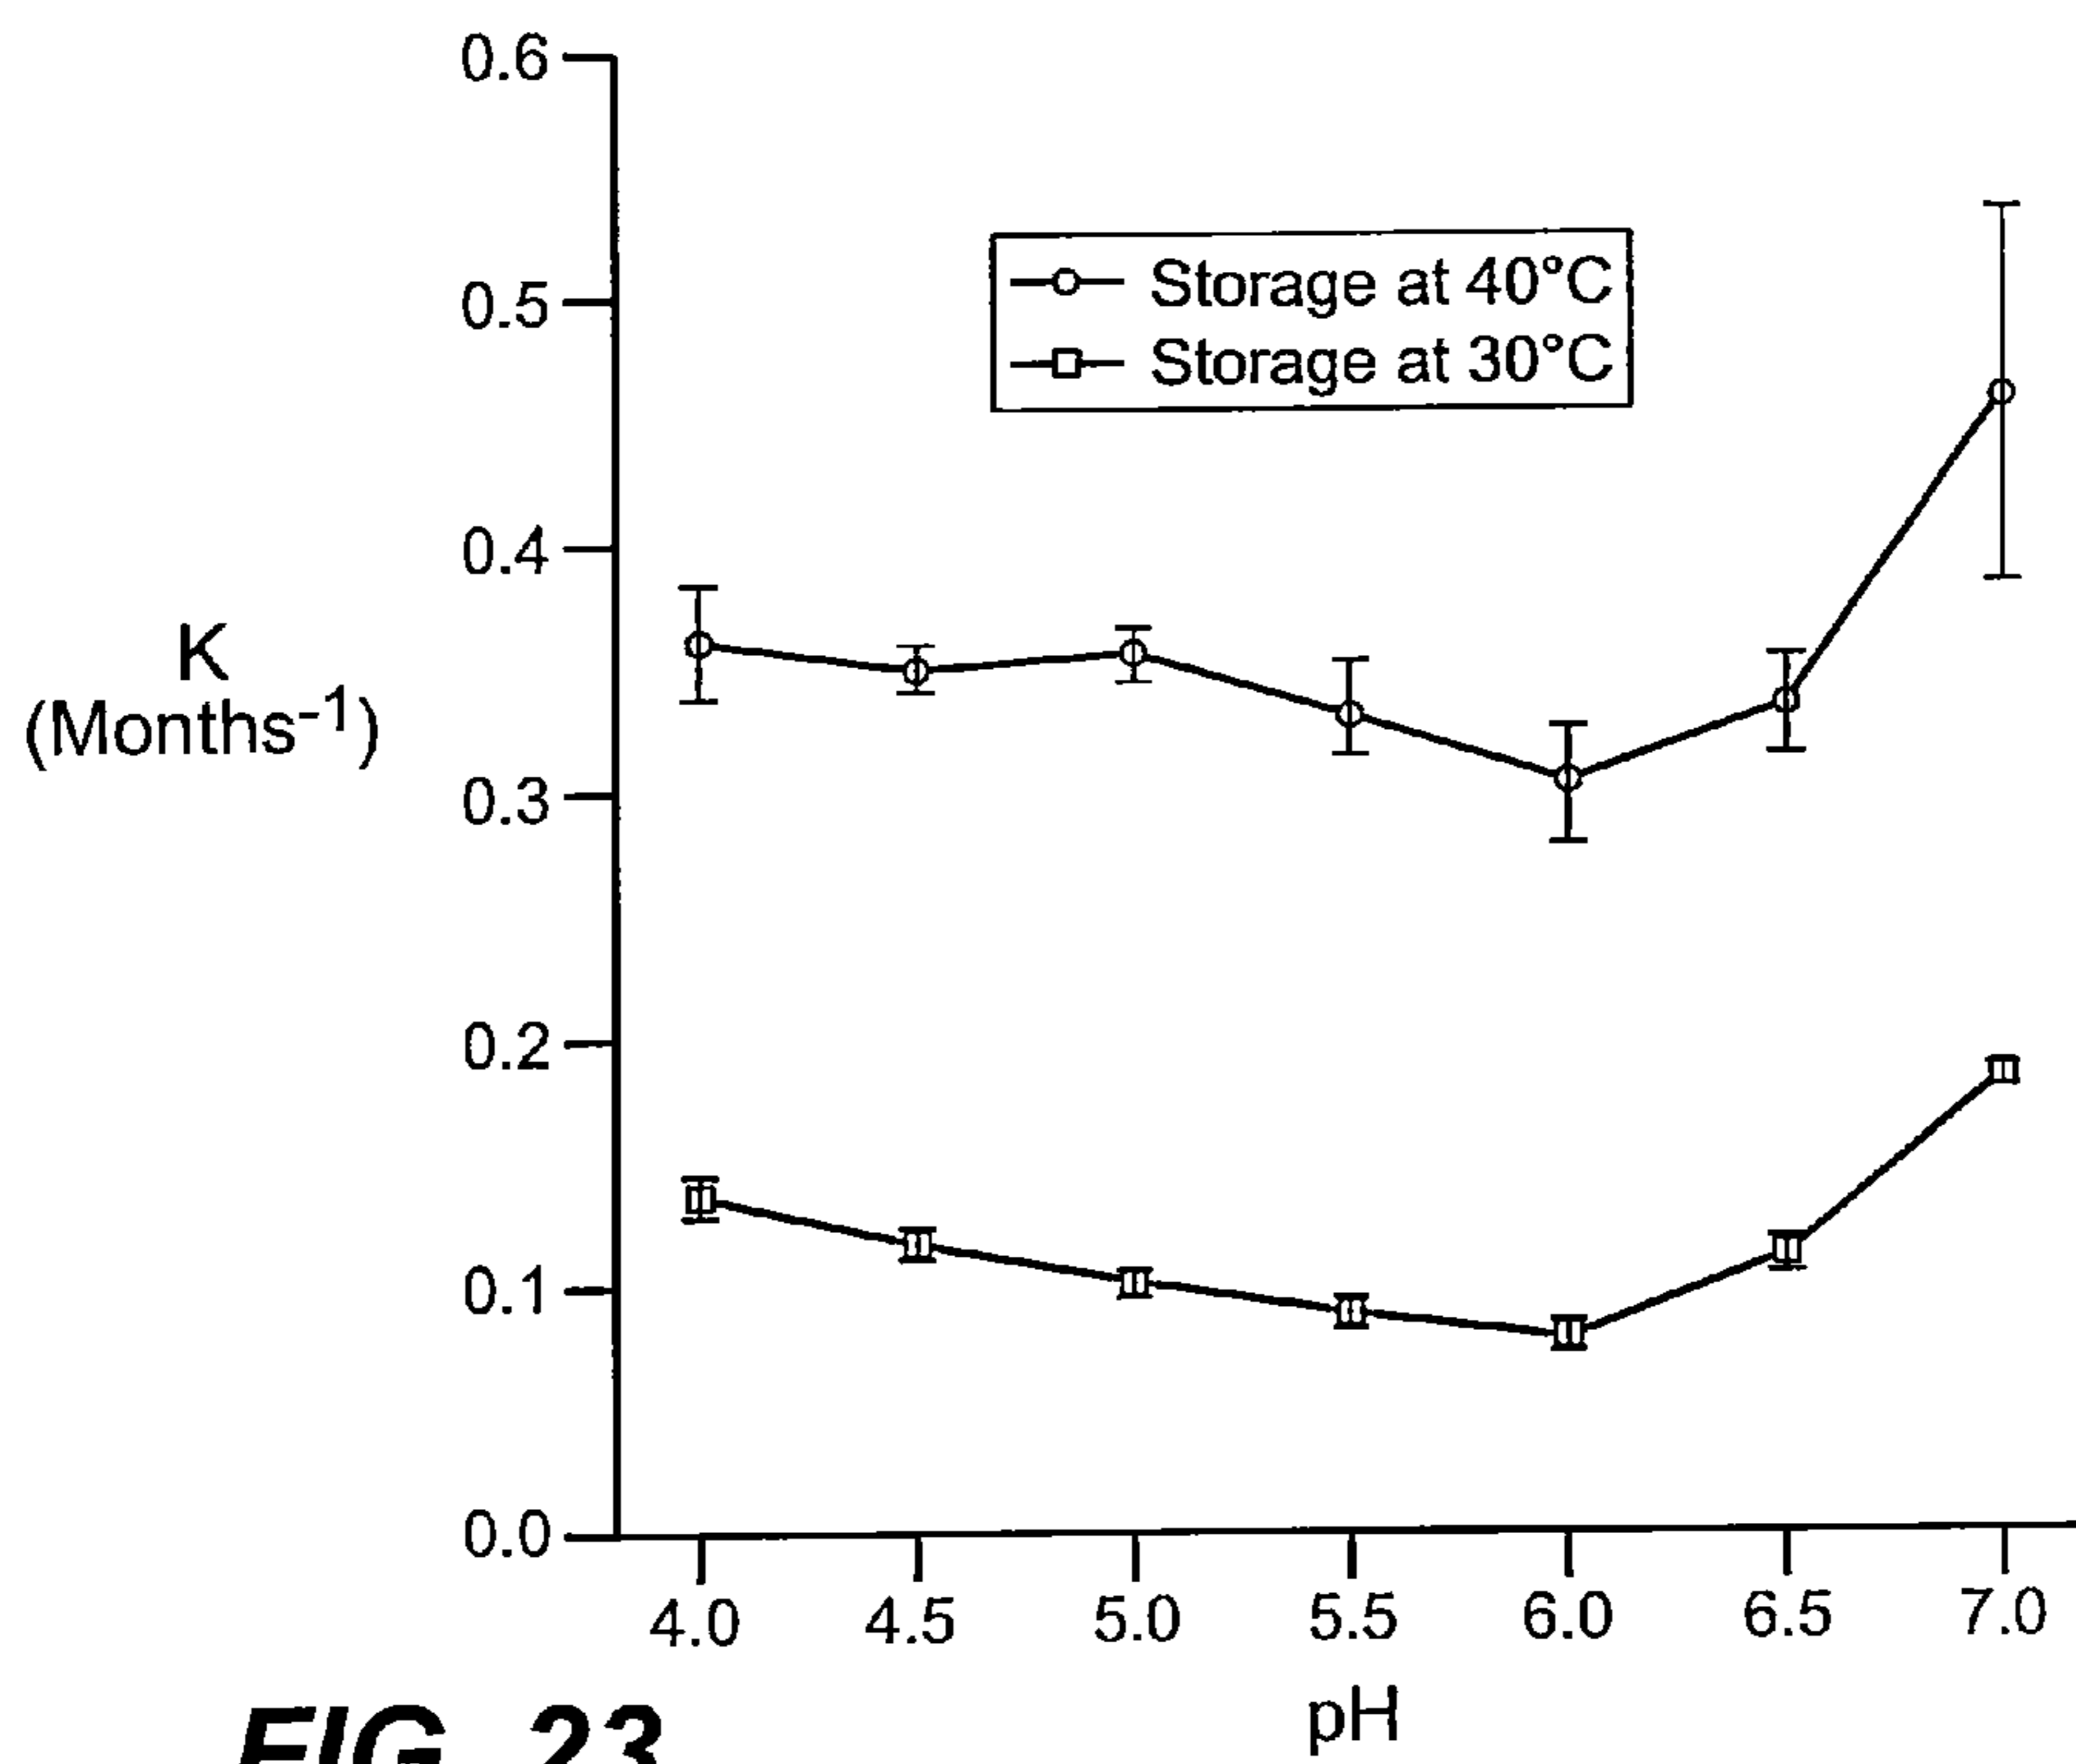 0.6
0.5
0.4
0.3
0.2
0.1
0.0
K
(Months-1)
Storage at 40°C
Storage at 30°C
4.0 4.5 5.0 5.5 6.0 6.5 7.0
pH
FIG. 23